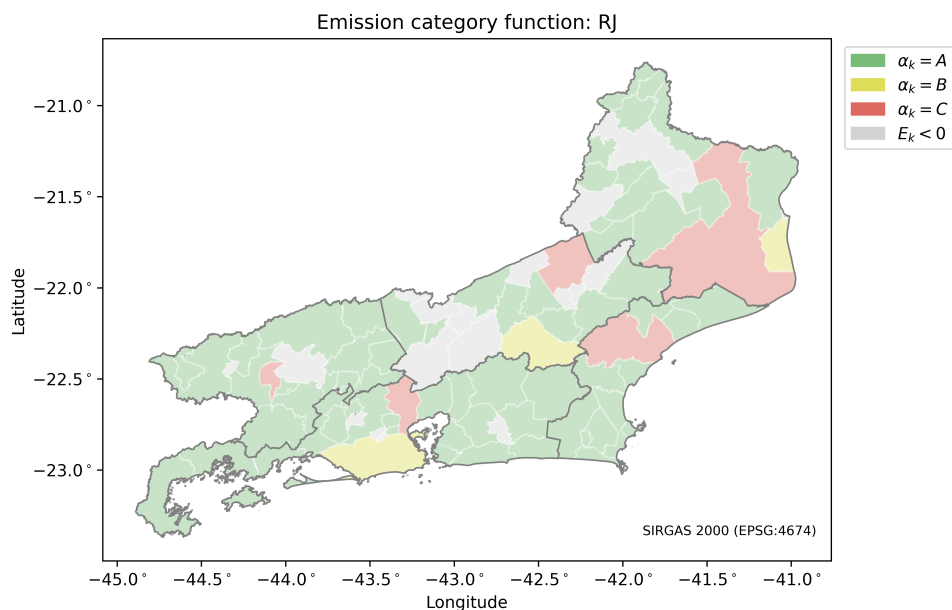 Emission category function: RJ
α_k = A
α_k = B
α_k = C
E_k < 0
Latitude
−21.0°
−21.5°
−22.0°
−22.5°
−23.0°
SIRGAS 2000 (EPSG:4674)
−45.0° −44.5° −44.0° −43.5° −43.0° −42.5° −42.0° −41.5° −41.0°
Longitude